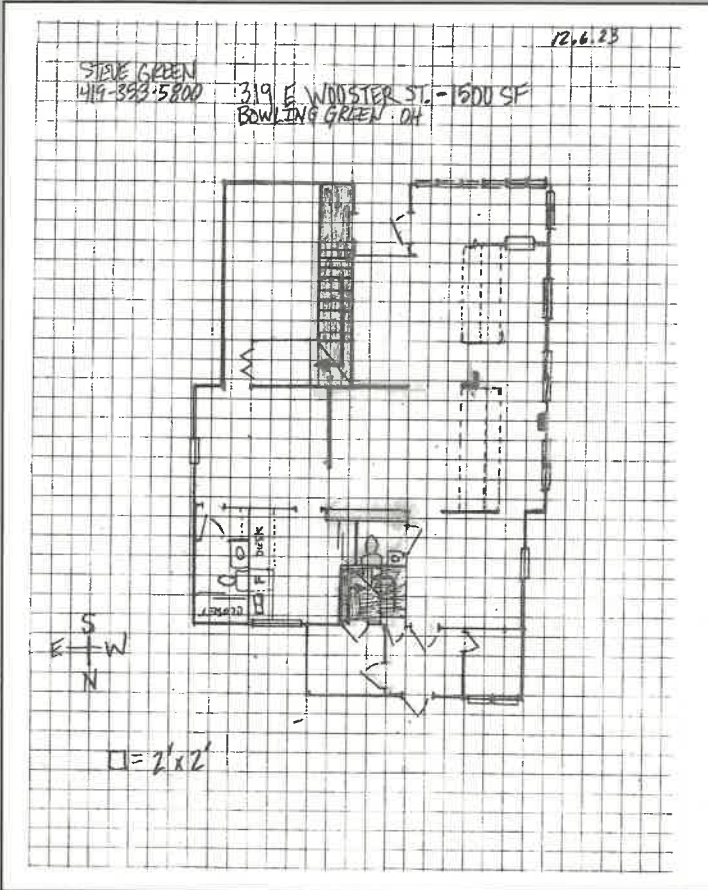 12.6.23
STEVE GREEN
419-353-5800
319 E WOOSTER ST. - 1500 SF
BOWLING GREEN . OH
DESK
CLOSET
S
E W
N
□ = 2' x 2'